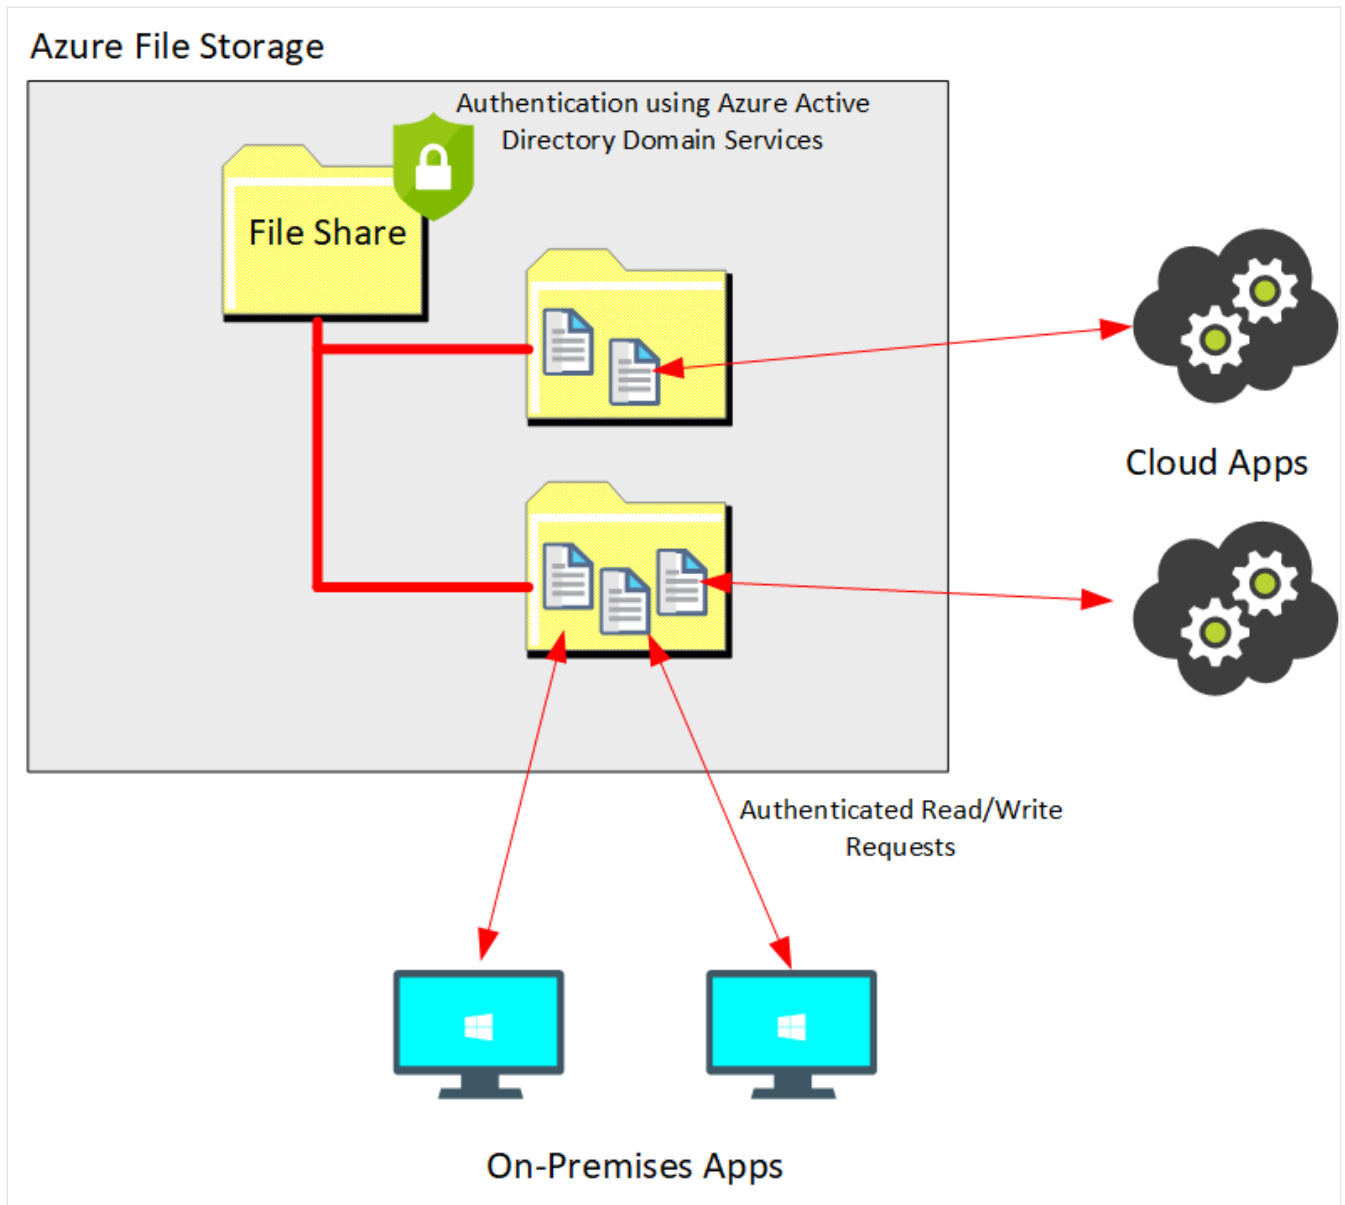 Azure File Storage
Authentication using Azure Active
Directory Domain Services
File Share
Cloud Apps
Authenticated Read/Write
Requests
On-Premises Apps